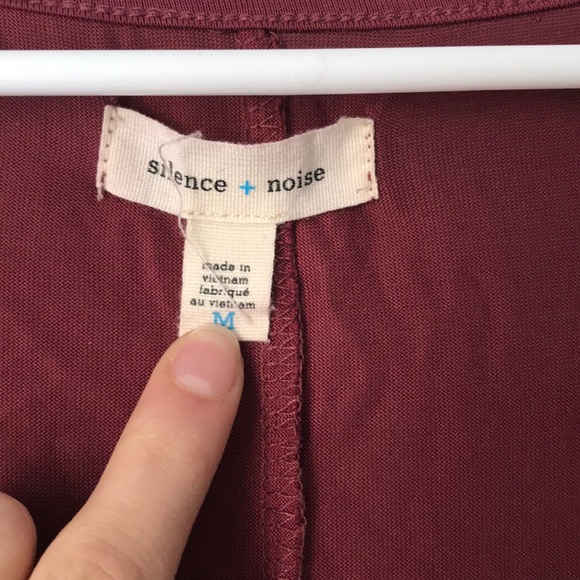 silence + noise
made in
vietnam
fabriqué
au vietnam
M